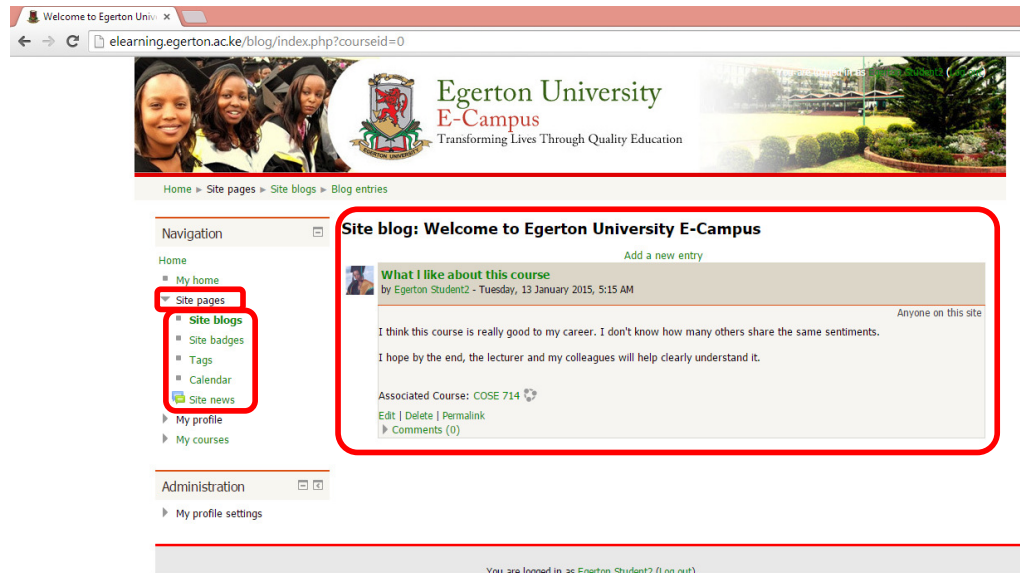 Welcome to Egerton Univ
elearning.egerton.ac.ke/blog/index.php?courseid=0
Egerton University
E-Campus
Transforming Lives Through Quality Education
EGERTON UNIVERSITY
Home ► Site pages ► Site blogs ► Blog entries
Navigation
Home
My home
Site pages
Site blogs
Site badges
Tags
Calendar
Site news
My profile
My courses
Administration
My profile settings
Site blog: Welcome to Egerton University E-Campus
Add a new entry
What I like about this course
by Egerton Student2 - Tuesday, 13 January 2015, 5:15 AM
Anyone on this site
I think this course is really good to my career. I don't know how many others share the same sentiments.
I hope by the end, the lecturer and my colleagues will help clearly understand it.
Associated Course: COSE 714
Edit | Delete | Permalink
Comments (0)
You are logged in as Egerton Student2 (Log out)